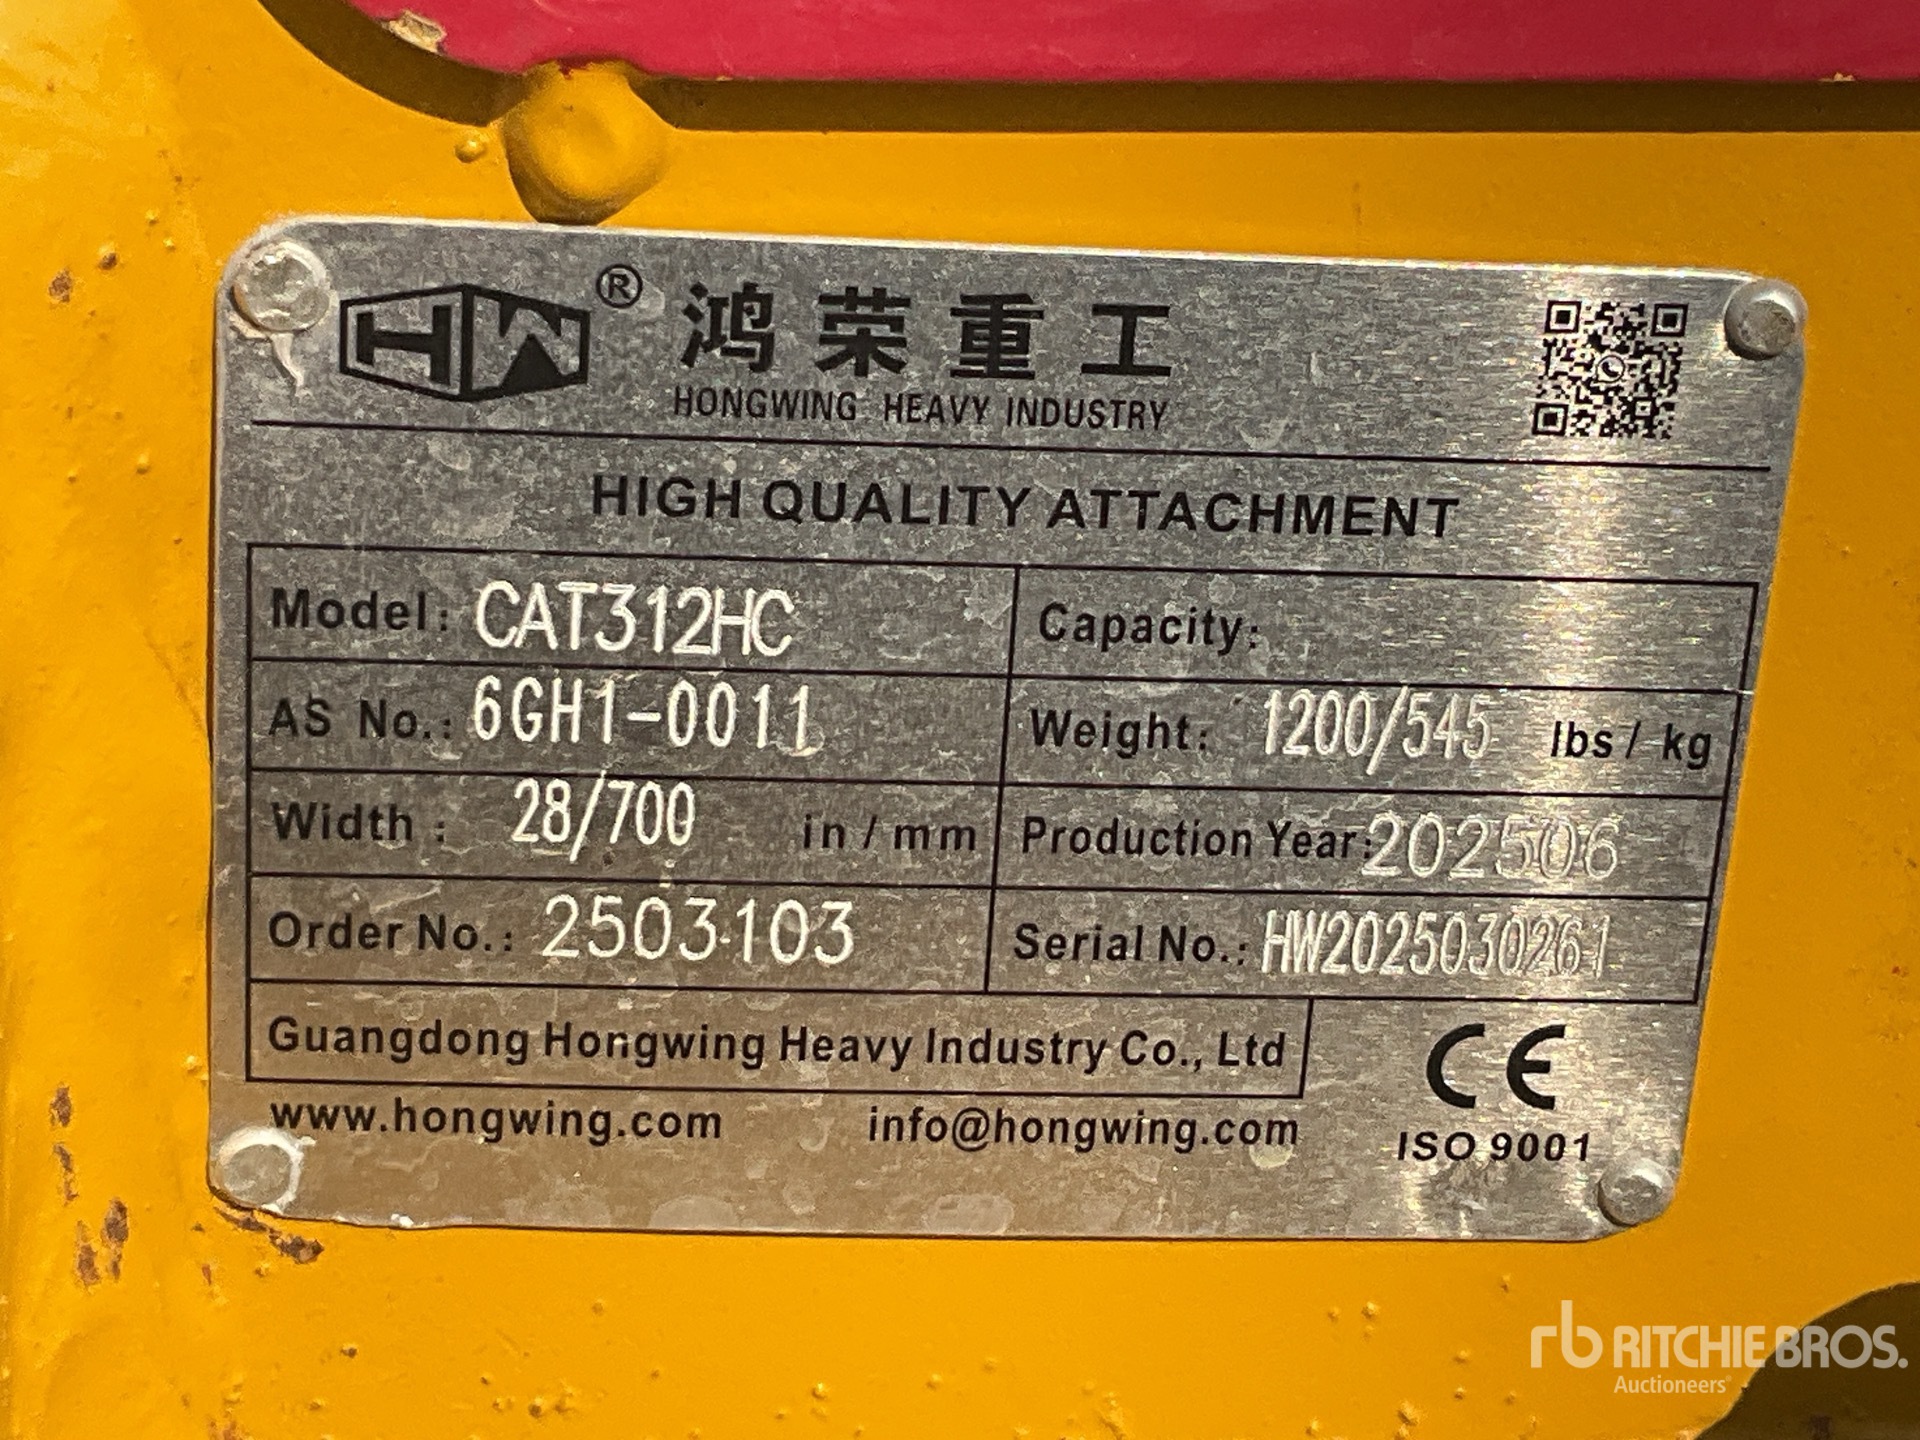 HW® 鸿荣重工
HONGWING HEAVY INDUSTRY
HIGH QUALITY ATTACHMENT
Model: CAT312HC Capacity:
AS No.: 6GH1-0011 Weight: 1200/545 lbs / kg
Width : 28/700 in / mm Production Year: 202506
Order No.: 2503103 Serial No.: HW2025030261
Guangdong Hongwing Heavy Industry Co., Ltd
CE
www.hongwing.com info@hongwing.com
ISO 9001
rb RITCHIE BROS.
Auctioneers®